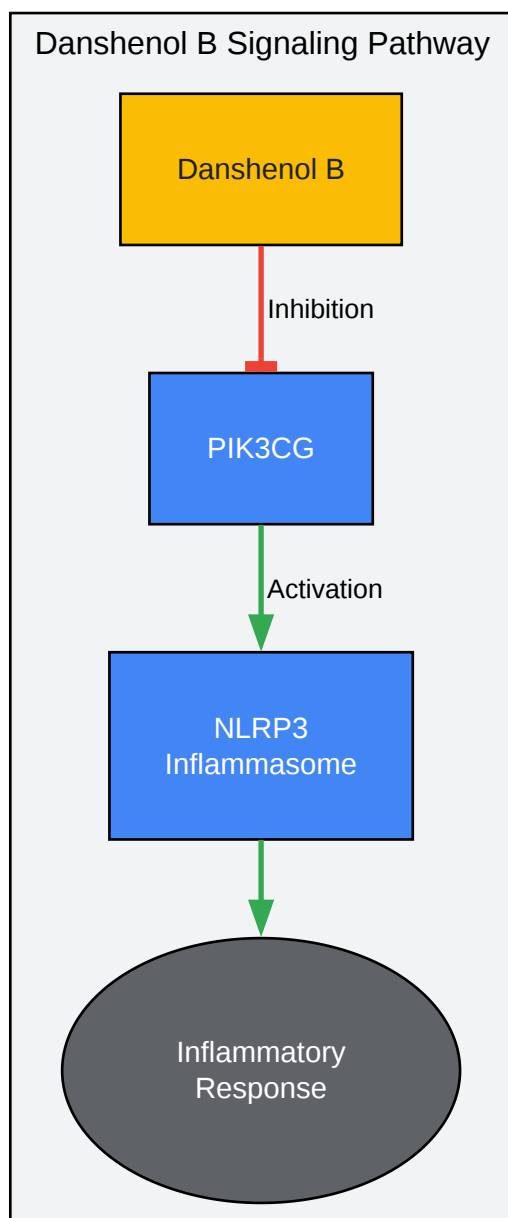 Danshenol B Signaling Pathway
Danshenol B
Inhibition
PIK3CG
Activation
NLRP3
Inflammasome
Inflammatory
Response